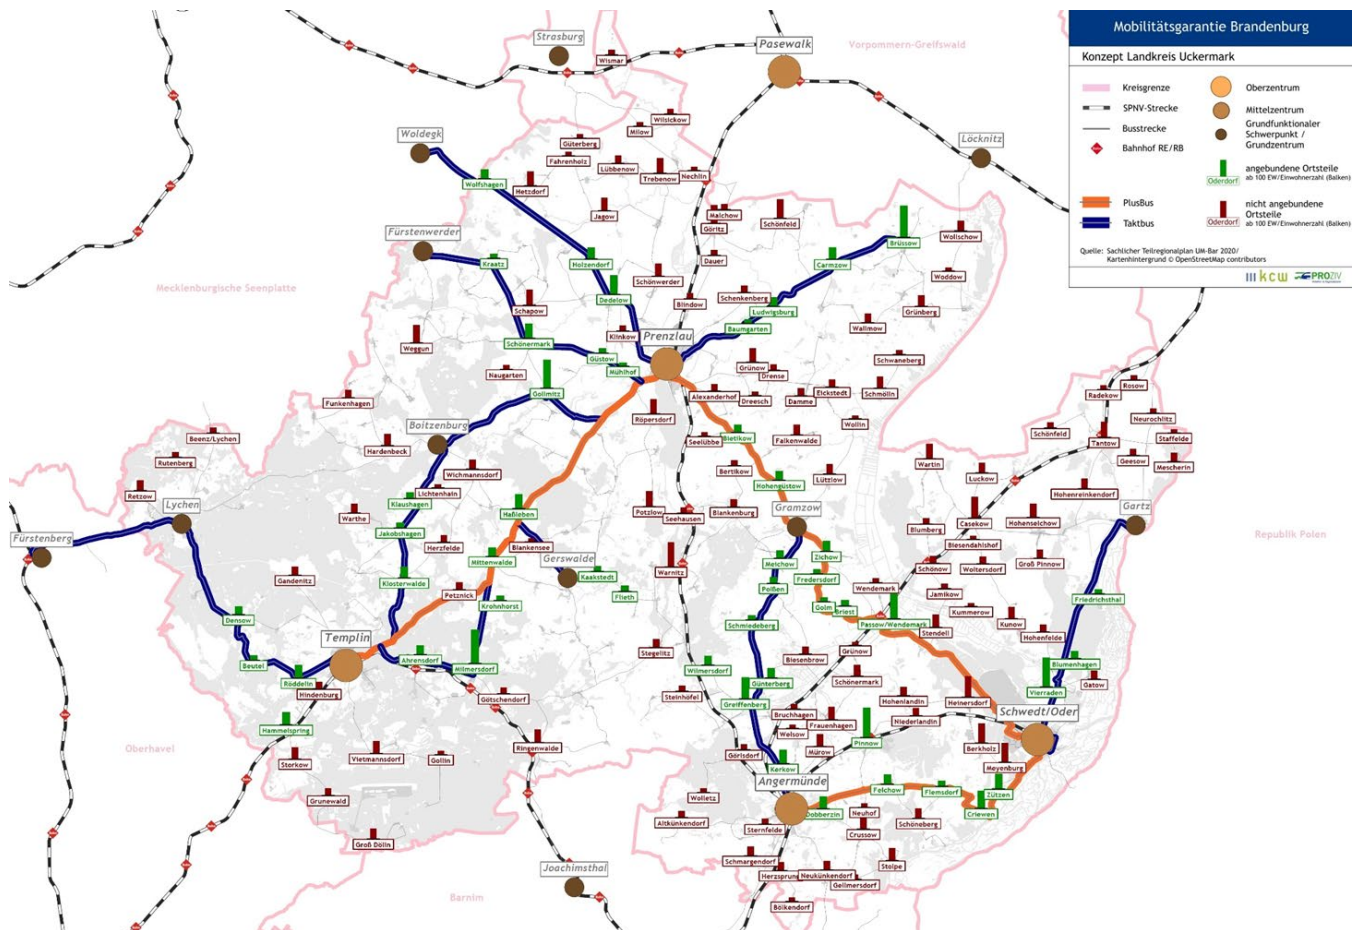 Mobilitätsgarantie Brandenburg
Konzept Landkreis Uckermark
Kreisgrenze
SPNV-Strecke
Busstrecke
Bahnhof RE/RB
PlusBus
Taktbus
Oberzentrum
Mittelzentrum
Grundfunktionaler
Schwerpunkt /
Grundzentrum
Oderdorf
angebundene Ortsteile
ab 100 EW/Einwohnerzahl (Balken)
Oderdorf
nicht angebundene
Ortsteile
ab 100 EW/Einwohnerzahl (Balken)
Quelle: Sachlicher Teilregionalplan UM-Bar 2020/
Kartenhintergrund © OpenStreetMap contributors
kcw
PROZIV
Strasburg
Pasewalk
Vorpommern-Greifswald
Wismar
Wilsickow
Milow
Woldegk
Güterberg
Löcknitz
Fahrenholz
Lübbenow
Trebenow
Nechlin
Wolfshagen
Hetzdorf
Jagow
Malchow
Göritz
Schönfeld
Brüssow
Wollschow
Fürstenwerder
Kraatz
Holzendorf
Dauer
Carmzow
Woddow
Mecklenburgische Seenplatte
Schönwerder
Dedelow
Blindow
Schenkenberg
Ludwigsburg
Grünberg
Schapow
Klinkow
Prenzlau
Baumgarten
Wallmow
Weggun
Schönermark
Güstow
Mühlhof
Grünow
Drense
Schwaneberg
Naugarten
Gollmitz
Alexanderhof
Dreesch
Damme
Eickstedt
Schmölln
Rosow
Radekow
Funkenhagen
Röpersdorf
Wollin
Neurochlitz
Boitzenburg
Beenz/Lychen
Hardenbeck
Seelübbe
Bietikow
Falkenwalde
Schönfeld
Tantow
Staffelde
Rutenberg
Wichmannsdorf
Bertikow
Lützlow
Wartin
Luckow
Geesow
Mescherin
Retzow
Lichtenhain
Hohengüstow
Hohenreinkendorf
Lychen
Klaushagen
Warthe
Haßleben
Potzlow
Seehausen
Blankenburg
Gramzow
Blumberg
Casekow
Hohenselchow
Gartz
Fürstenberg
Jakobshagen
Herzfelde
Blankensee
Biesendahlshof
Republik Polen
Mittenwalde
Gerswalde
Melchow
Zichow
Schönow
Woltersdorf
Groß Pinnow
Gandenitz
Klosterwalde
Kaakstedt
Warnitz
Fredersdorf
Wendemark
Jamikow
Petznick
Flieth
Polßen
Golm
Briest
Kummerow
Friedrichsthal
Krohnhorst
Densow
Schmiedeberg
Passow/Wendemark
Stendell
Kunow
Hohenfelde
Templin
Stegelitz
Grünow
Beutel
Ahrensdorf
Milmersdorf
Wilmersdorf
Biesenbrow
Blumenhagen
Röddelin
Günterberg
Schönermark
Vierraden
Gatow
Hindenburg
Götschendorf
Steinhöfel
Greiffenberg
Hohenlandin
Heinersdorf
Bruchhagen
Schwedt/Oder
Hammelspring
Frauenhagen
Niederlandin
Welsow
Oberhavel
Ringenwalde
Görlsdorf
Mürow
Pinnow
Berkholz
Storkow
Vietmannsdorf
Gollin
Kerkow
Meyenburg
Angermünde
Grunewald
Wolletz
Felchow
Flemsdorf
Zützen
Altkünkendorf
Dobberzin
Neuhof
Criewen
Sternfelde
Crussow
Schöneberg
Groß Dölln
Schmargendorf
Stolpe
Joachimsthal
Herzsprung
Neukünkendorf
Gellmersdorf
Barnim
Bölkendorf